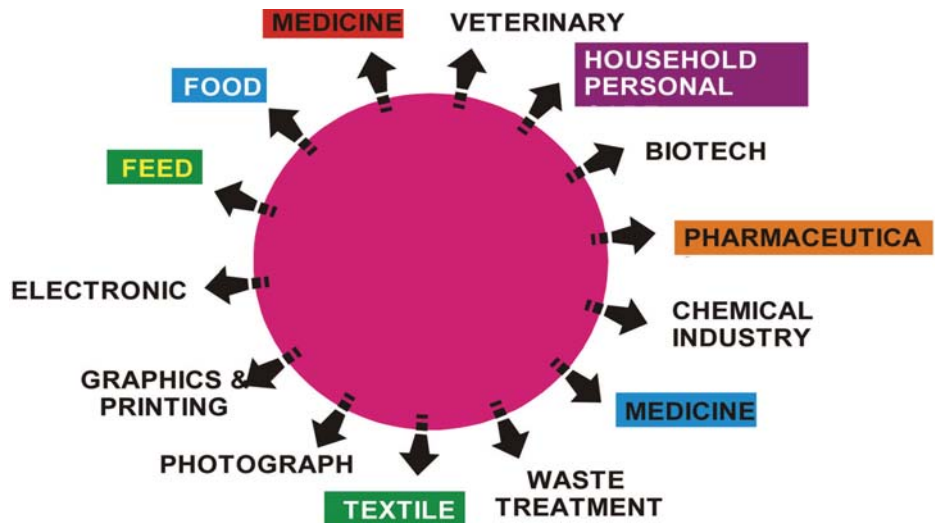 MEDICINE
VETERINARY
HOUSEHOLD
PERSONAL
FOOD
BIOTECH
FEED
PHARMACEUTICA
ELECTRONIC
CHEMICAL
INDUSTRY
GRAPHICS &
PRINTING
MEDICINE
PHOTOGRAPH
WASTE
TREATMENT
TEXTILE